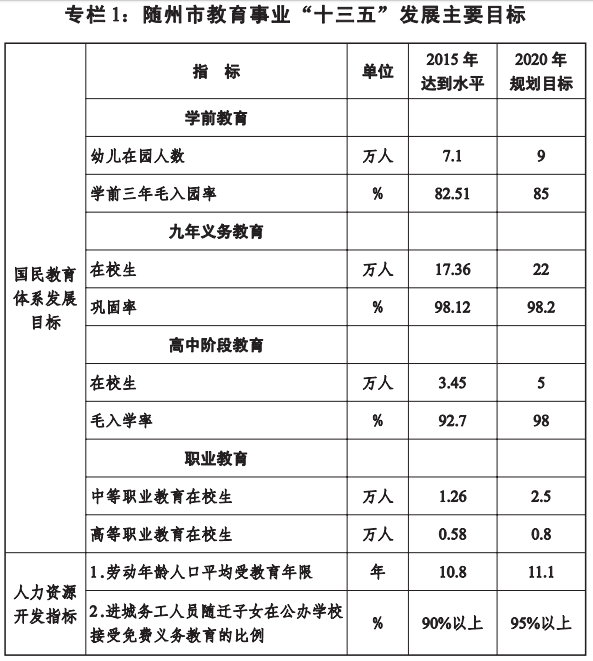 专栏1：随州市教育事业“十三五”发展主要目标
指 标 单位 2015年达到水平 2020年规划目标
国民教育体系发展目标
学前教育
幼儿在园人数 万人 7.1 9
学前三年毛入园率 % 82.51 85
九年义务教育
在校生 万人 17.36 22
巩固率 % 98.12 98.2
高中阶段教育
在校生 万人 3.45 5
毛入学率 % 92.7 98
职业教育
中等职业教育在校生 万人 1.26 2.5
高等职业教育在校生 万人 0.58 0.8
人力资源开发指标
1.劳动年龄人口平均受教育年限 年 10.8 11.1
2.进城务工人员随迁子女在公办学校接受免费义务教育的比例 % 90%以上 95%以上